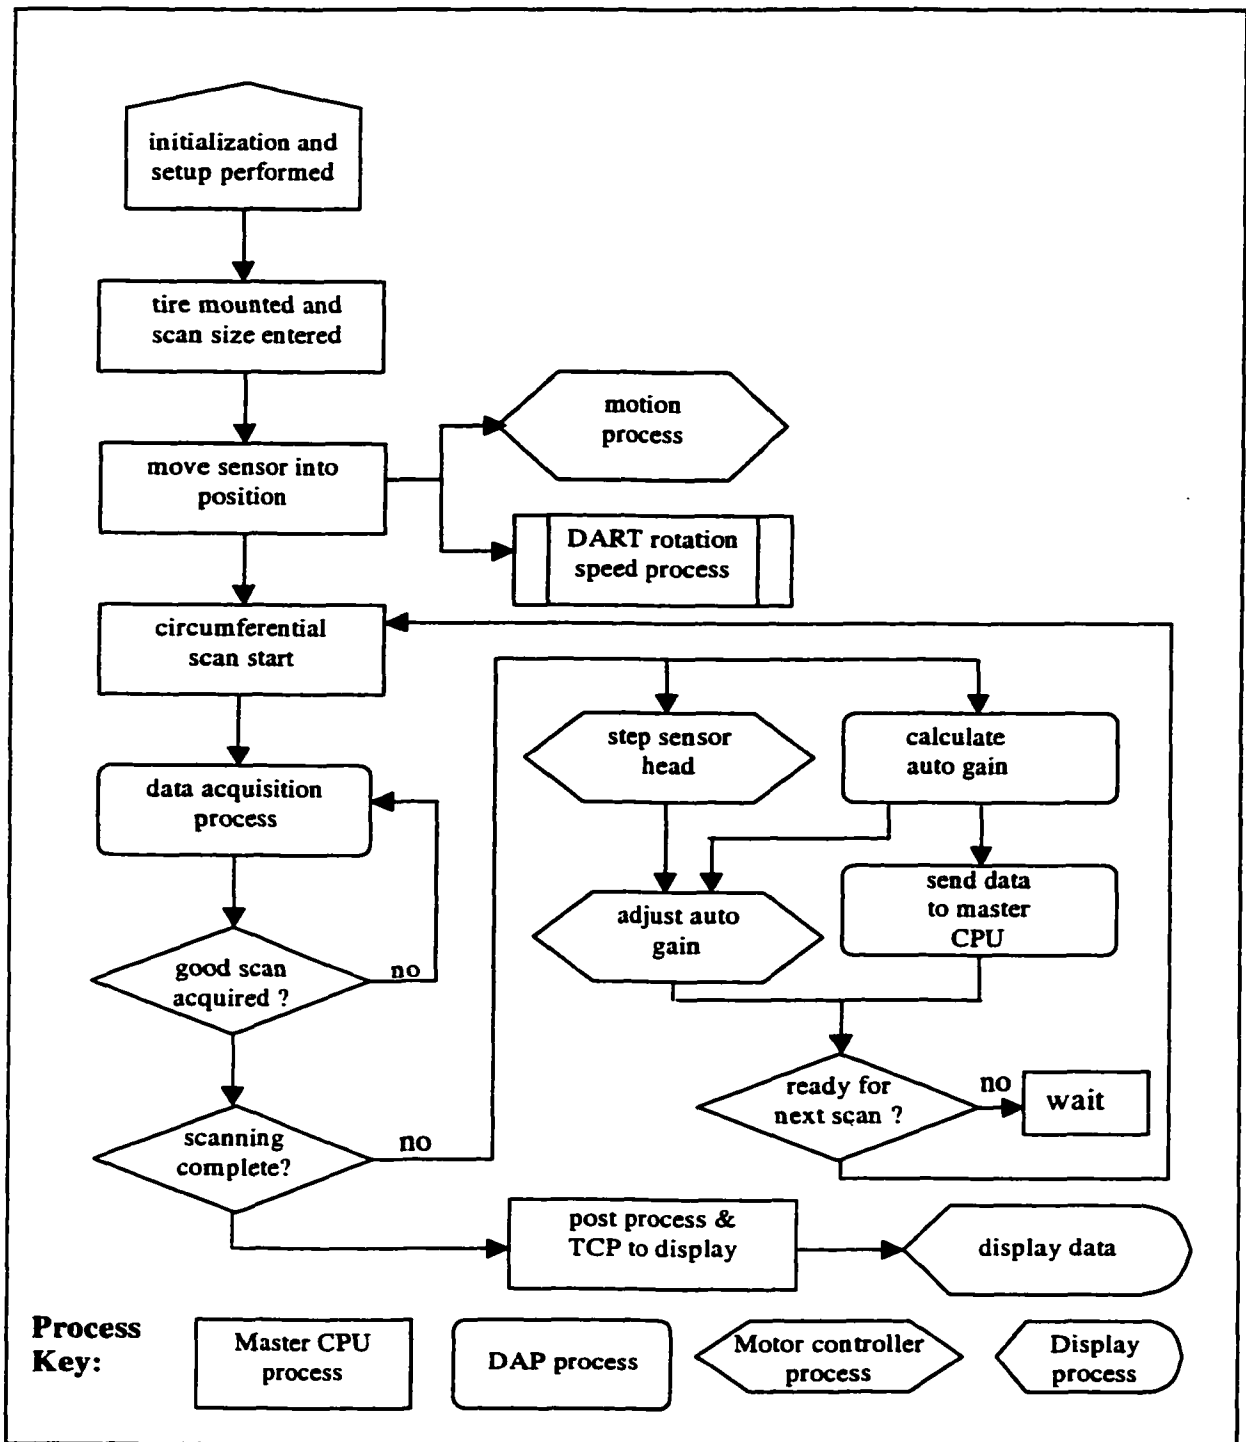 initialization and
setup performed
tire mounted and
scan size entered
motion
process
move sensor into
position
DART rotation
speed process
circumferential
scan start
step sensor
head
calculate
auto gain
data acquisition
process
send data
to master
CPU
adjust auto
gain
good scan
acquired ?
no
ready for
next scan ?
no
wait
scanning
complete?
no
post process &
TCP to display
display data
Process
Key:
Master CPU
process
DAP process
Motor controller
process
Display
process